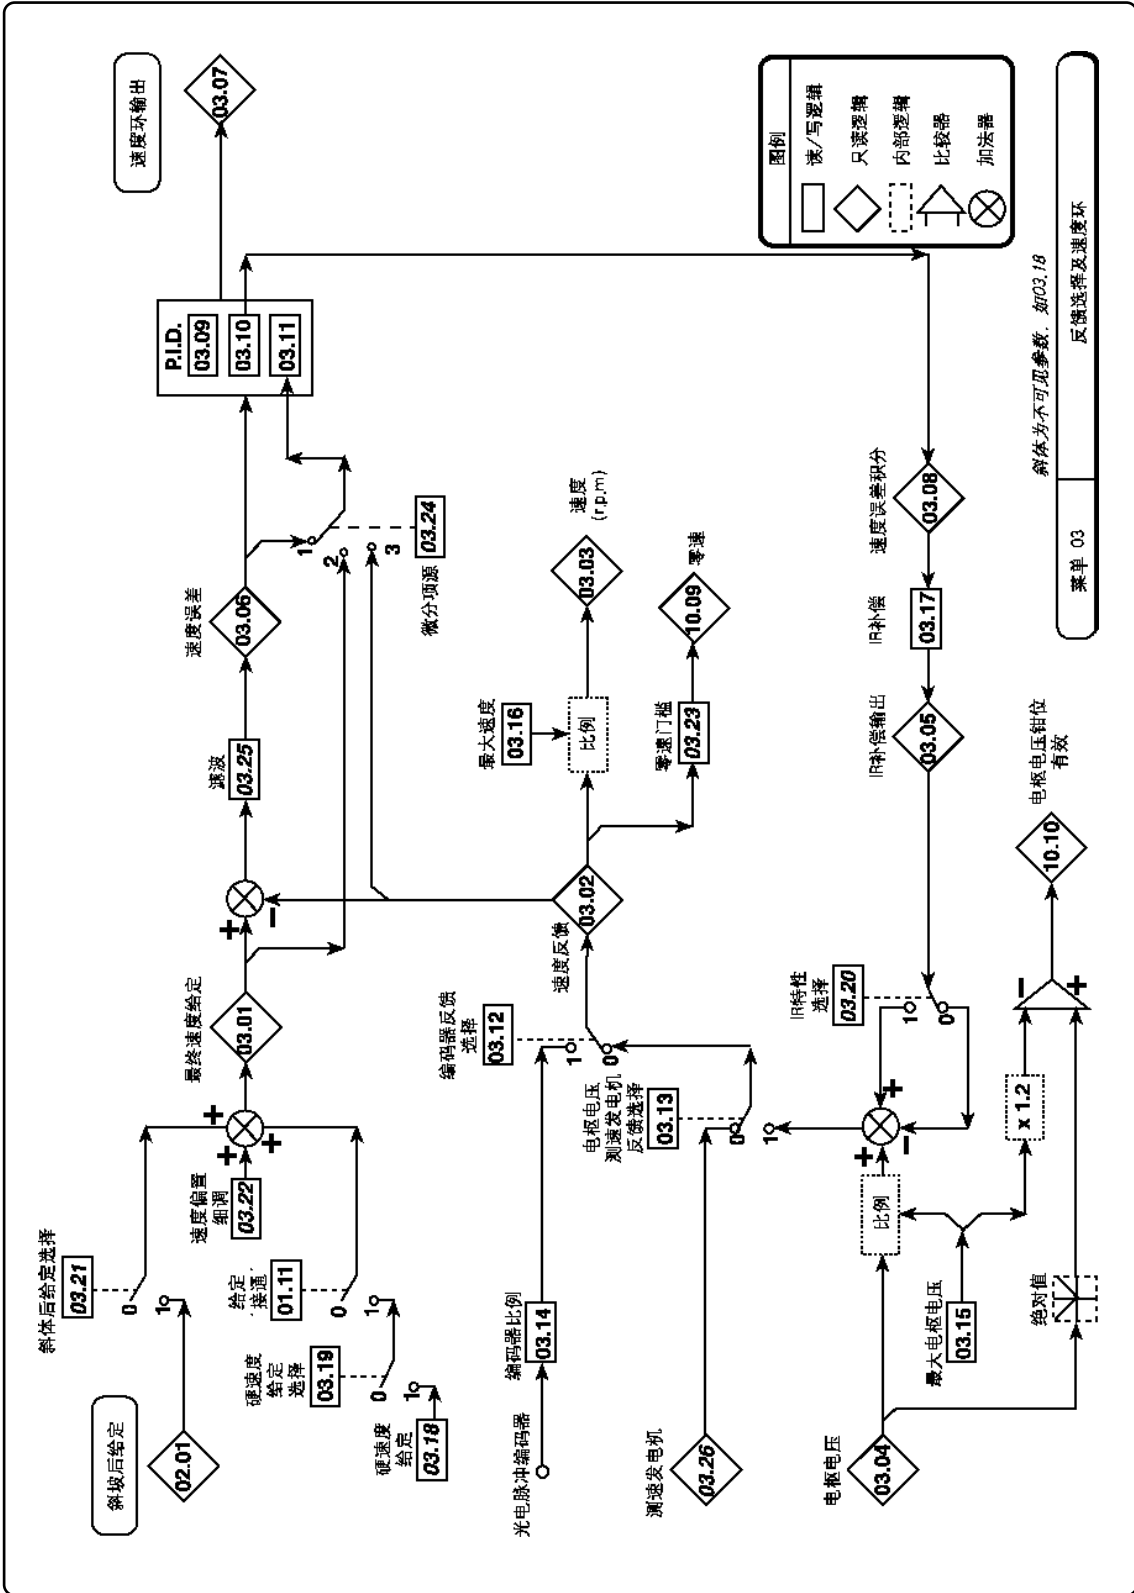 斜坡后给定
02.01
斜体后给定选择
03.21
0
1
硬速度
给定
选择
03.19
0
1
硬速度
给定
03.18
给定
'接通'
01.11
0
1
速度偏置
细调
03.22
+
+
+
最终速度给定
03.01
+
−
滤波
03.25
速度误差
03.06
1
2
3
微分项源
03.24
P.I.D.
03.09
03.10
03.11
速度环输出
03.07
光电脉冲编码器
编码器比例
03.14
编码器反馈
选择
03.12
1
0
速度反馈
03.02
最大速度
03.16
比例
速度
(r.p.m)
03.03
零速门槛
03.23
零速
10.09
测速发电机
03.26
电枢电压
测速发电机
反馈选择
03.13
0
1
电枢电压
03.04
最大电枢电压
03.15
比例
+
+
−
IR特性
选择
03.20
1
0
IR补偿输出
03.05
IR补偿
03.17
速度误差积分
03.08
绝对值
x 1.2
−
+
10.10
电枢电压钳位
有效
图例
读/写逻辑
只读逻辑
内部逻辑
比较器
加法器
斜体为不可见参数，如03.18
菜单 03
反馈选择及速度环